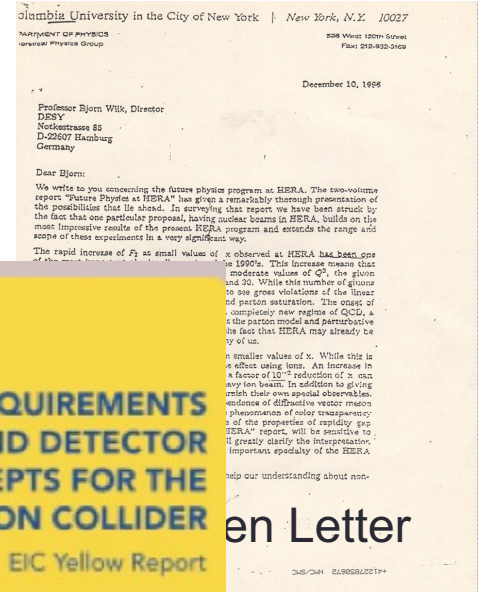 olumbia University in the City of New York | New York, N.Y. 10027
PARTMENT OF PHYSICS 538 West 120th Street
oretical Physics Group Fax: 212-932-3169
December 10, 1996
Professor Bjorn Wiik, Director
DESY
Notkestrasse 85
D-22607 Hamburg
Germany
Dear Bjorn:
We write to you concerning the future physics program at HERA. The two-volume
report "Future Physics at HERA" has given a remarkably thorough presentation of
the possibilities that lie ahead. In surveying that report we have been struck by
the fact that one particular proposal, having nuclear beams in HERA, builds on the
most impressive results of the present HERA program and extends the range and
scope of these experiments in a very significant way.
The rapid increase of F2 at small values of x observed at HERA has been one
he 1990's. This increase means that
moderate values of Q², the gluon
and 30. While this number of gluons
to see gross violations of the linear
nd parton saturation. The onset of
completely new regime of QCD, a
t the parton model and perturbative
he fact that HERA may already be
ny of us.
n smaller values of x. While this is
e effect using ions. An increase in
a factor of 10⁻² reduction of x can
eavy ion beam. In addition to giving
rnish their own special observables.
endence of diffractive vector meson
phenomenon of color transparency
of the properties of rapidity gap
HERA" report, will be sensitive to
ll greatly clarify the interpretation
important specialty of the HERA
help our understanding about non-
QUIREMENTS
ND DETECTOR
EPTS FOR THE
ON COLLIDER
EIC Yellow Report
en Letter